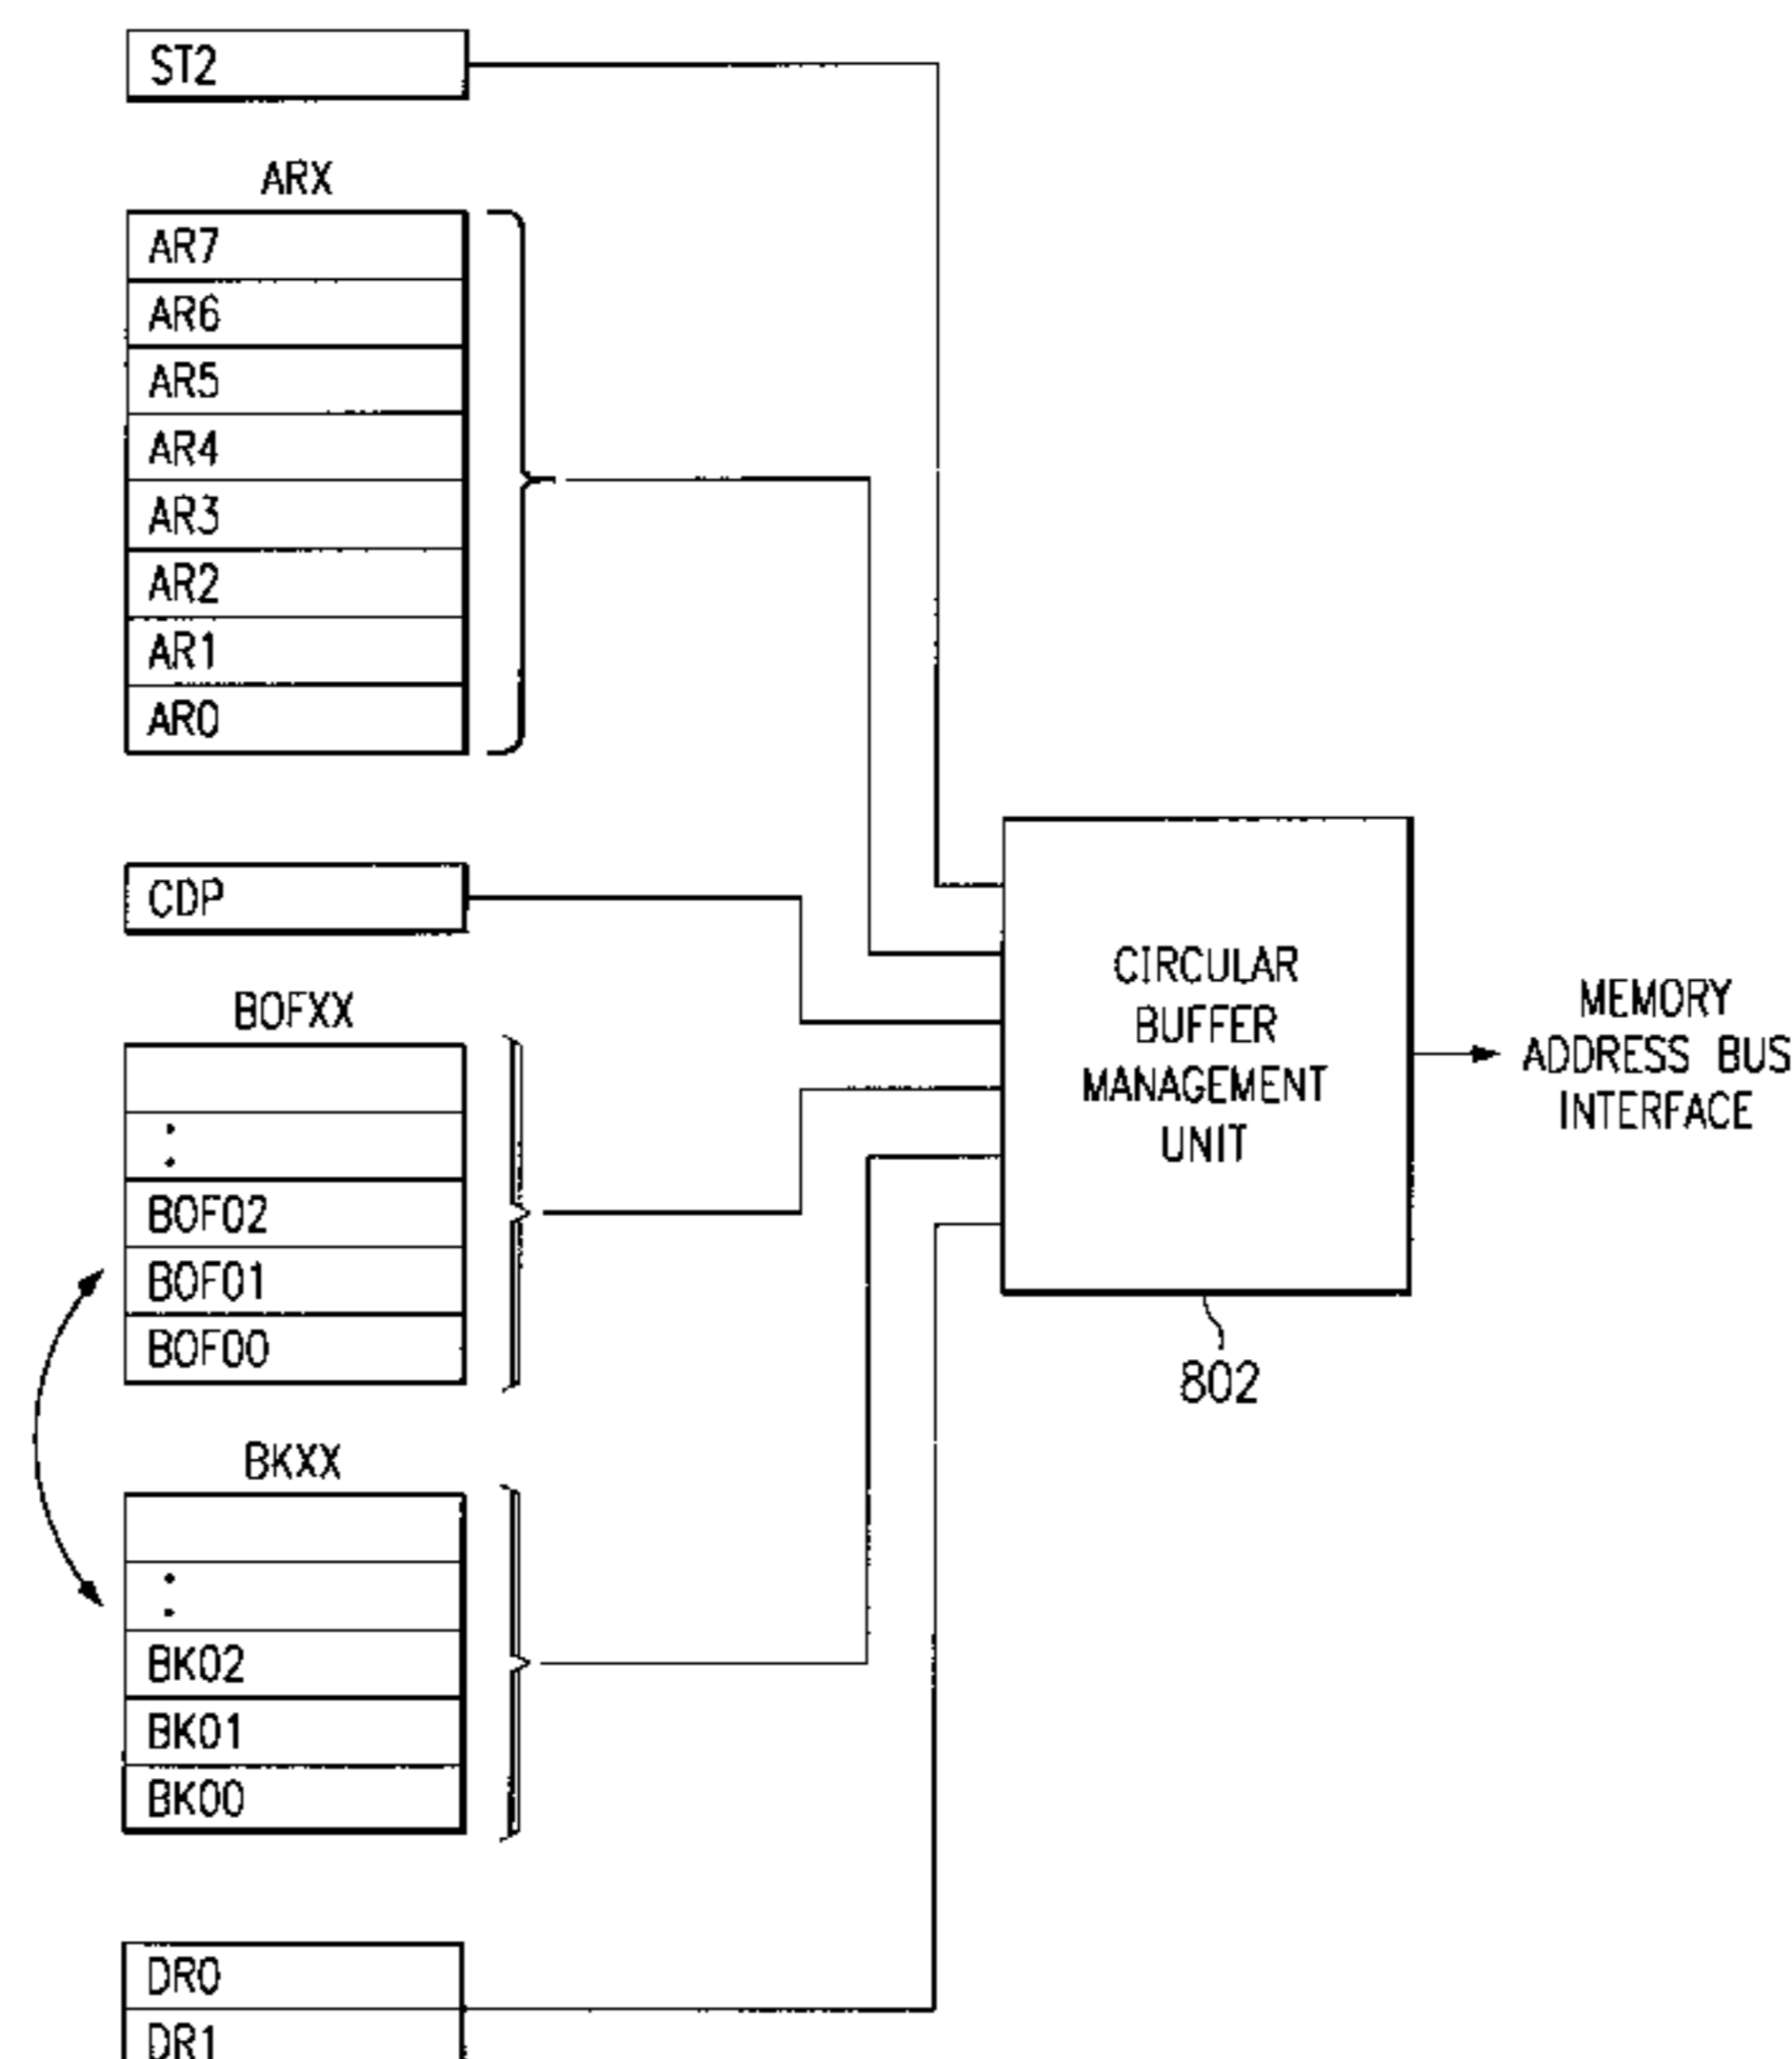 ST2
ARX
AR7
AR6
AR5
AR4
AR3
AR2
AR1
AR0
CDP
BOFXX
:
BOF02
BOF01
BOF00
BKXX
:
BK02
BK01
BK00
DR0
DR1
CIRCULAR
BUFFER
MANAGEMENT
UNIT
802
MEMORY
ADDRESS BUS
INTERFACE